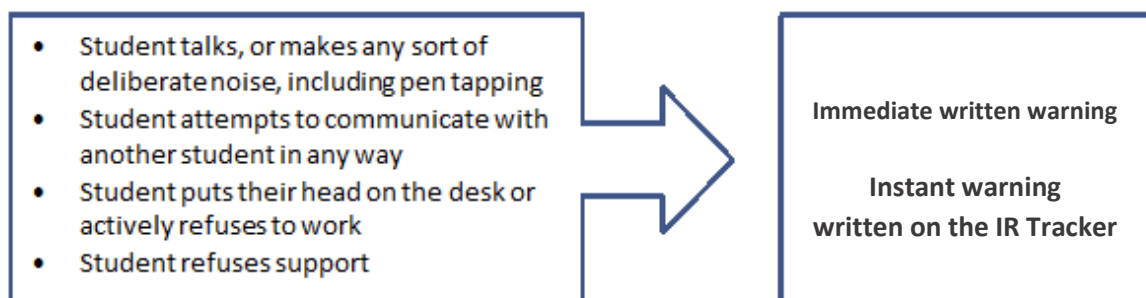 • Student talks, or makes any sort of
deliberate noise, including pen tapping
• Student attempts to communicate with
another student in any way
• Student puts their head on the desk or
actively refuses to work
• Student refuses support
Immediate written warning
Instant warning
written on the IR Tracker